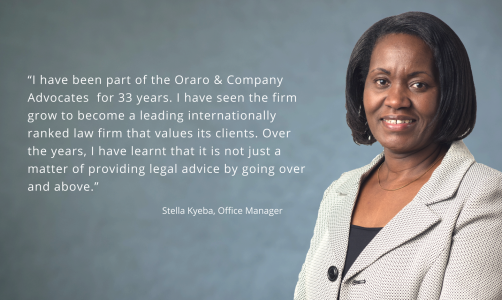 “I have been part of the Oraro & Company
Advocates  for 33 years. I have seen the firm
grow to become a leading internationally
ranked law firm that values its clients. Over
the years, I have learnt that it is not just a
matter of providing legal advice by going over
and above.”
Stella Kyeba, Office Manager